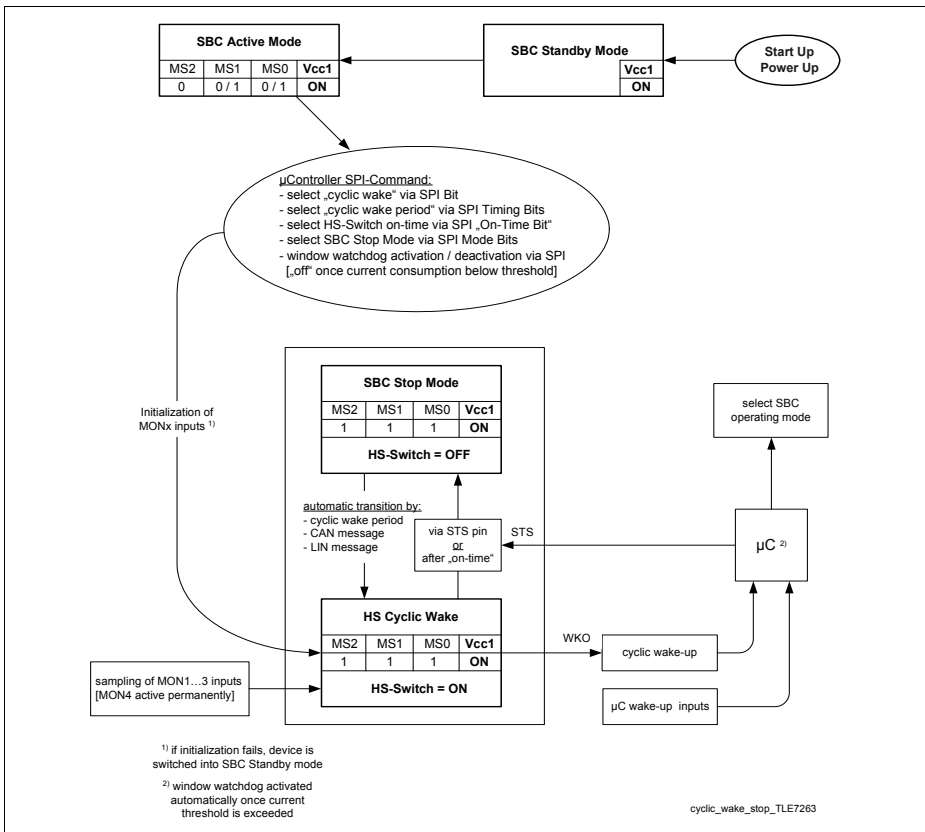 SBC Active Mode
MS2 MS1 MS0 Vcc1
0 0 / 1 0 / 1 ON
SBC Standby Mode
Vcc1
ON
Start Up
Power Up
µController SPI-Command:
- select „cyclic wake“ via SPI Bit
- select „cyclic wake period“ via SPI Timing Bits
- select HS-Switch on-time via SPI „On-Time Bit“
- select SBC Stop Mode via SPI Mode Bits
- window watchdog activation / deactivation via SPI
[„off“ once current consumption below threshold]
Initialization of
MONx inputs 1)
SBC Stop Mode
MS2 MS1 MS0 Vcc1
1 1 1 ON
HS-Switch = OFF
automatic transition by:
- cyclic wake period
- CAN message
- LIN message
via STS pin
or
after „on-time“
STS
select SBC
operating mode
µC 2)
HS Cyclic Wake
MS2 MS1 MS0 Vcc1
1 1 1 ON
HS-Switch = ON
WKO
cyclic wake-up
µC wake-up inputs
sampling of MON1...3 inputs
[MON4 active permanently]
1) if initialization fails, device is
switched into SBC Standby mode
2) window watchdog activated
automatically once current
threshold is exceeded
cyclic_wake_stop_TLE7263